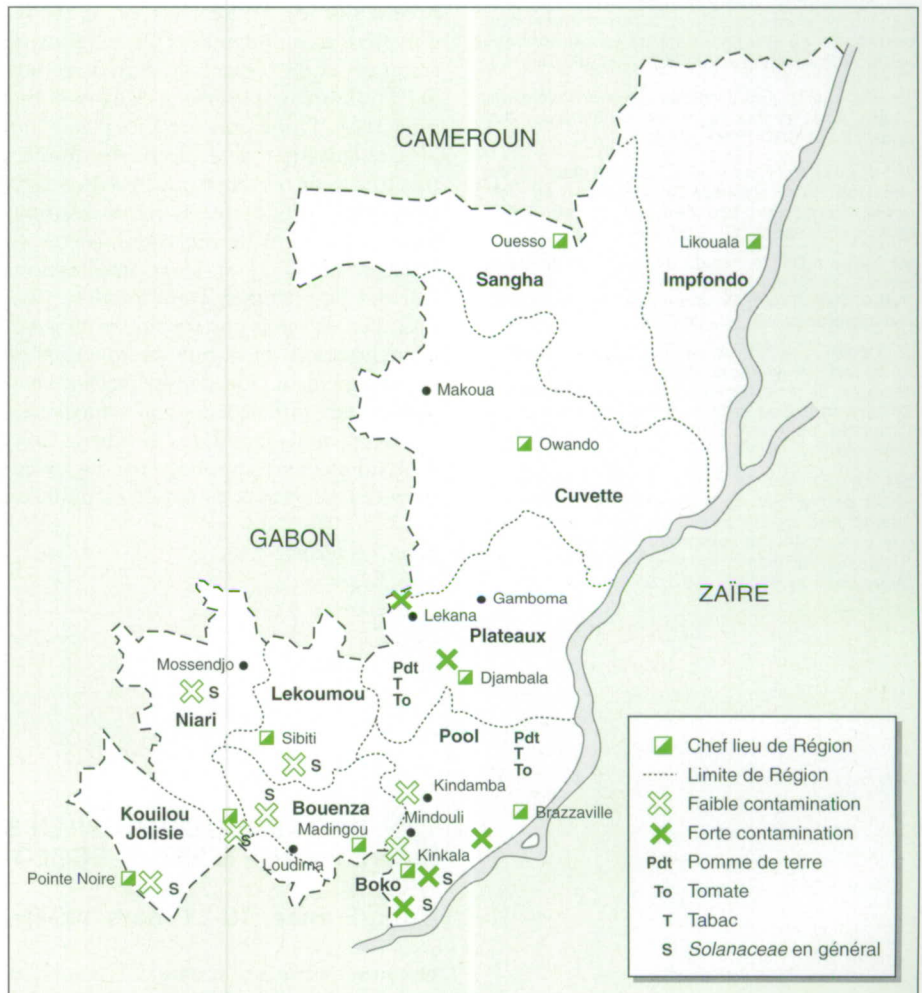 CAMEROUN
Ouesso
Likouala
Sangha
Impfondo
Makoua
Owando
Cuvette
GABON
ZAÏRE
Gamboma
Lekana
Plateaux
Mossendjo
Pdt
T
To
Djambala
S
Lekoumou
Niari
Pool
Pdt
T
To
Sibiti
S
Kindamba
S
Kouilou
Jolisie
Bouenza
Mindouli
Brazzaville
Madingou
S
Loudima
Kinkala
Pointe Noire
S
Boko
S
S
Chef lieu de Région
Limite de Région
Faible contamination
Forte contamination
Pdt Pomme de terre
To Tomate
T Tabac
S Solanaceae en général